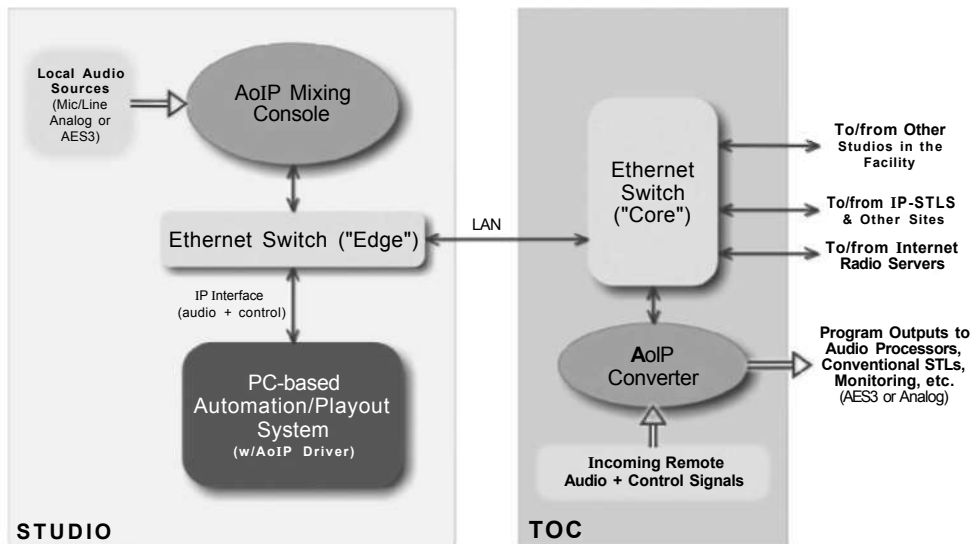 Local Audio
Sources
(Mic/Line
Analog or
AES3)
AoIP Mixing
Console
Ethernet Switch ("Edge")
IP Interface
(audio + control)
PC-based
Automation/Playout
System
(w/AoIP Driver)
STUDIO
LAN
Ethernet
Switch
("Core")
To/from Other
Studios in the
Facility
To/from IP-STLS
& Other Sites
To/from Internet
Radio Servers
AoIP
Converter
Program Outputs to
Audio Processors,
Conventional STLs,
Monitoring, etc.
(AES3 or Analog)
Incoming Remote
Audio + Control Signals
TOC